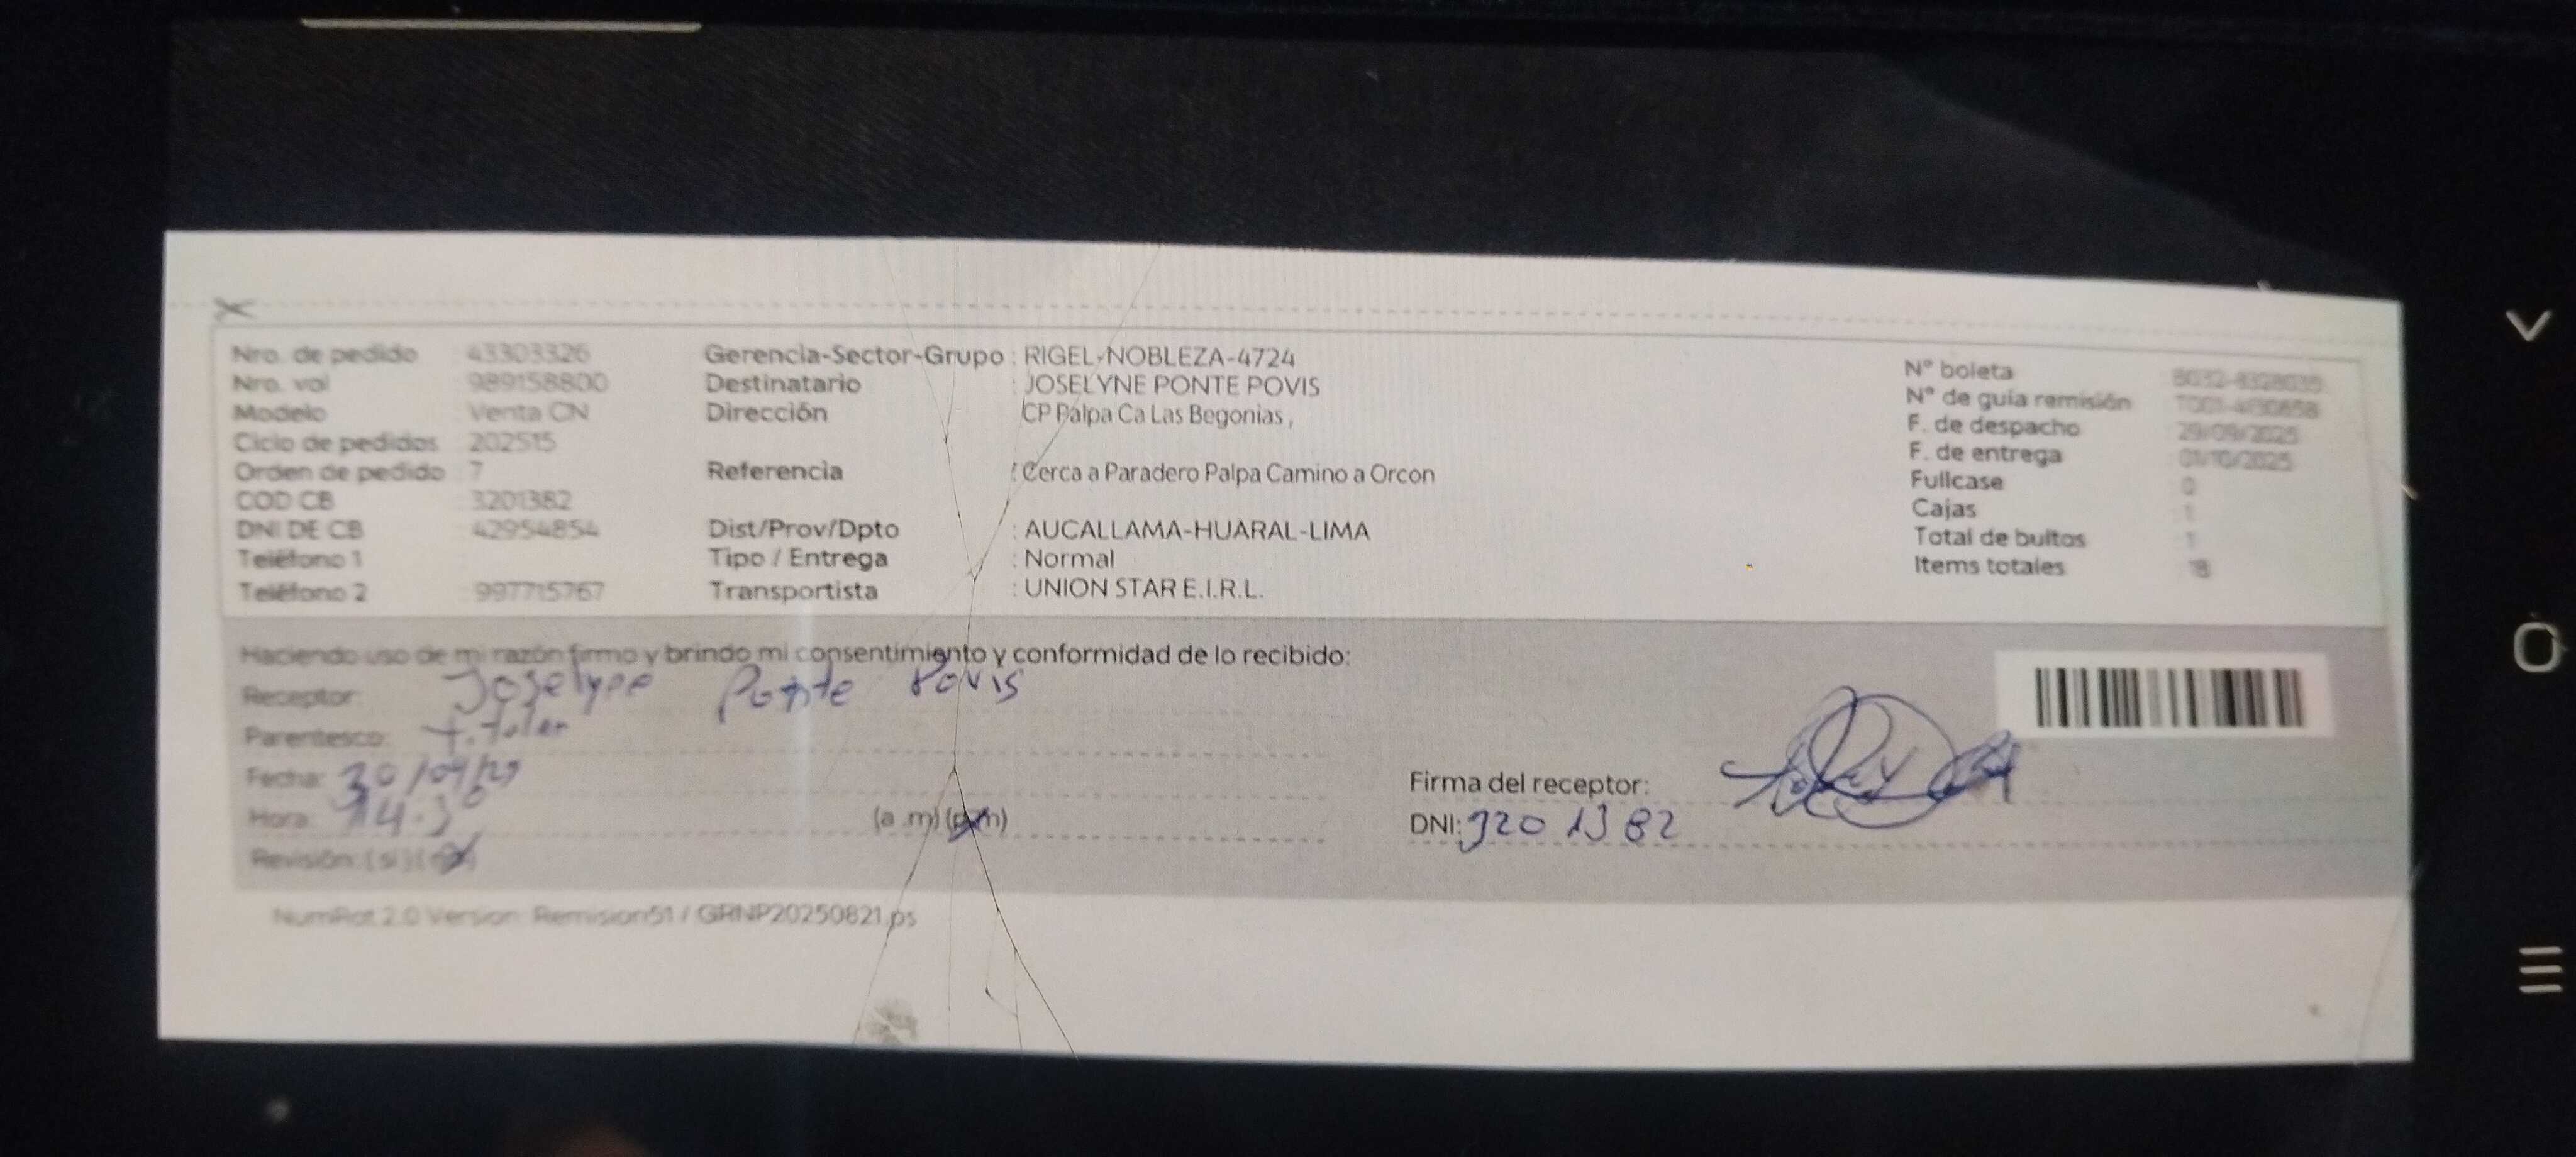 Nro. de pedido : 43303326
Nro. val : 989158800
Modelo : Venta CN
Ciclo de pedidos : 202515
Orden de pedido : 7
COD CB : 3201382
DNI DE CB : 42954854
Teléfono 1 :
Teléfono 2 : 997715767
Gerencia-Sector-Grupo : RIGEL-NOBLEZA-4724
Destinatario : JOSELYNE PONTE POVIS
Dirección : CP Palpa Ca Las Begonias ,
Referencia : Cerca a Paradero Palpa Camino a Orcon
Dist/Prov/Dpto : AUCALLAMA-HUARAL-LIMA
Tipo / Entrega : Normal
Transportista : UNION STAR E.I.R.L.
N° boleta
N° de guía remisión
F. de despacho : 29/09/2025
F. de entrega : 01/10/2025
Fullcase : 0
Cajas : 1
Total de bultos : 1
Items totales : 18
Haciendo uso de mi razón firmo y brindo mi consentimiento y conformidad de lo recibido:
Receptor: Joselyne Ponte Povis
Parentesco:
Fecha:
Hora: 14:30 (a .m) (p.m)
Revisión: (si) (no)
Firma del receptor:
DNI:
NumRot 2.0 Version: Remision51 / GRNP20250821.ps